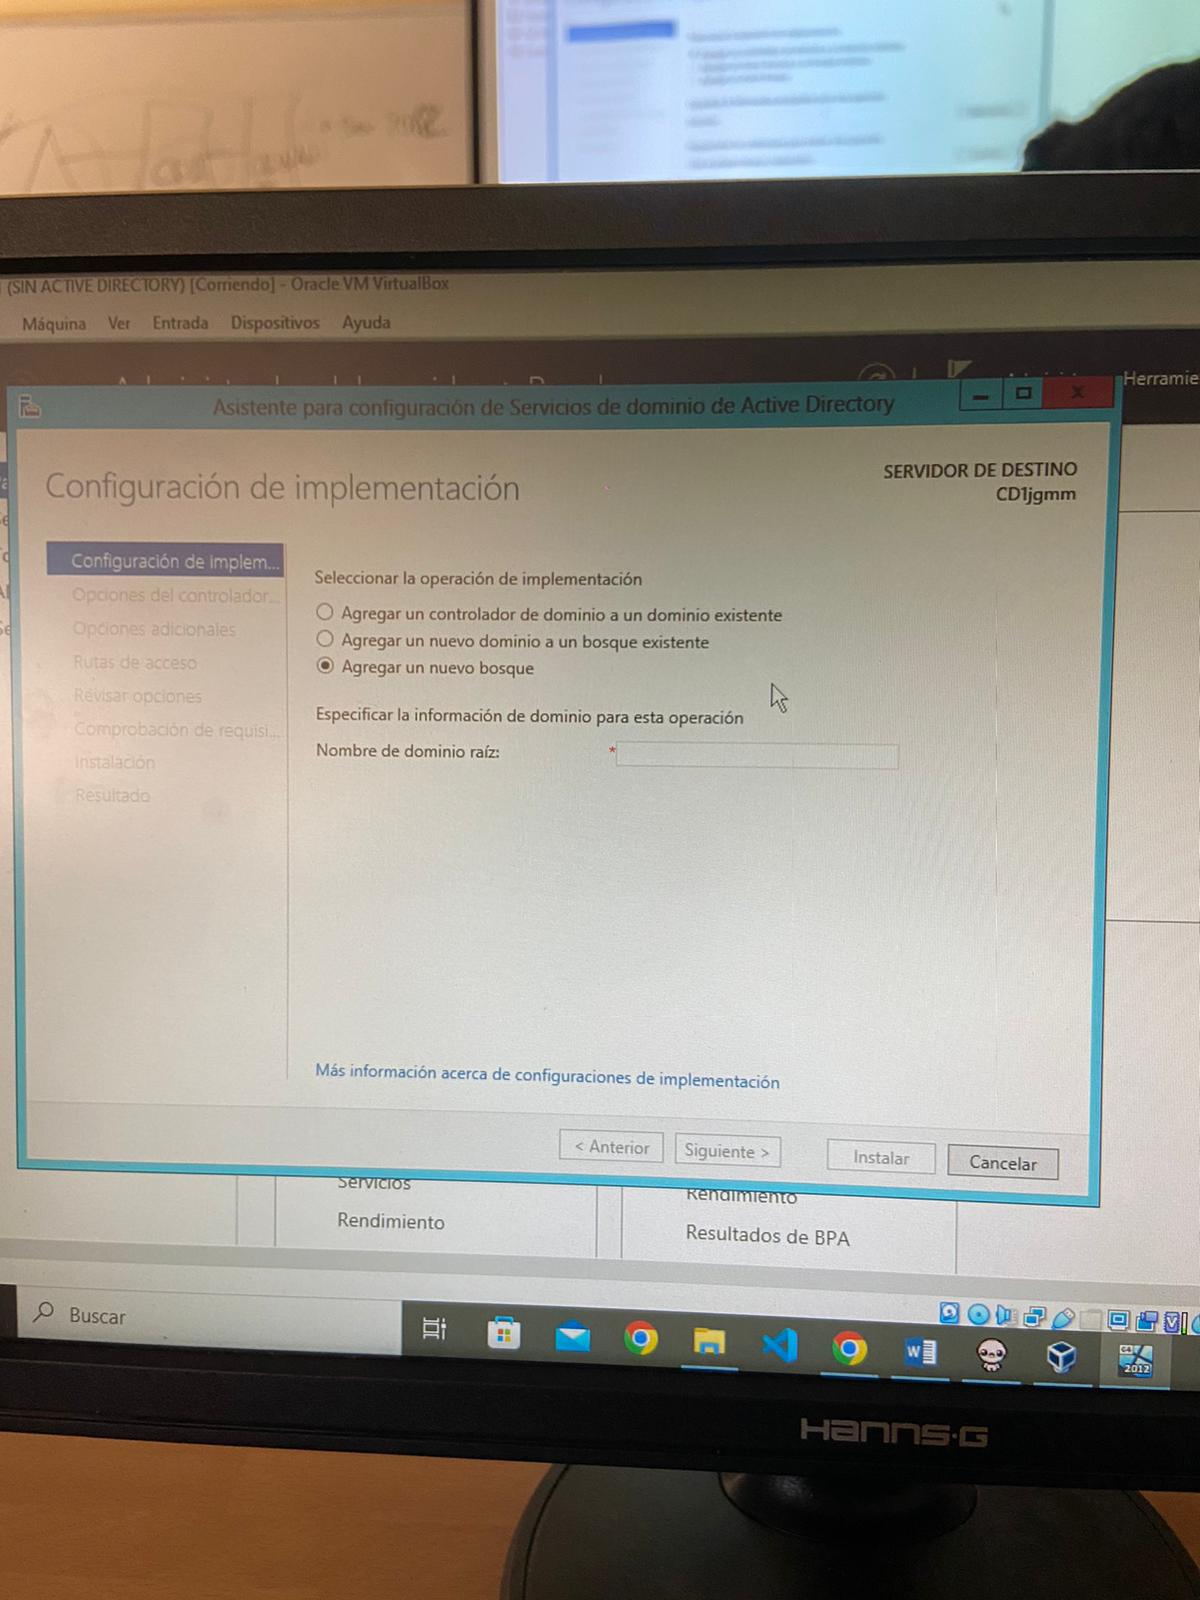 (SIN ACTIVE DIRECTORY) [Corriendo] - Oracle VM VirtualBox
Máquina Ver Entrada Dispositivos Ayuda
Herramie
Asistente para configuración de Servicios de dominio de Active Directory
Configuración de implementación
SERVIDOR DE DESTINO
CD1jgmm
Configuración de implem...
Opciones del controlador...
Opciones adicionales
Rutas de acceso
Revisar opciones
Comprobación de requisi...
Instalación
Resultado
Seleccionar la operación de implementación
Agregar un controlador de dominio a un dominio existente
Agregar un nuevo dominio a un bosque existente
Agregar un nuevo bosque
Especificar la información de dominio para esta operación
Nombre de dominio raíz: *
Más información acerca de configuraciones de implementación
< Anterior Siguiente > Instalar Cancelar
Servicios
Rendimiento
Rendimiento
Resultados de BPA
Buscar
2012
HANNS·G